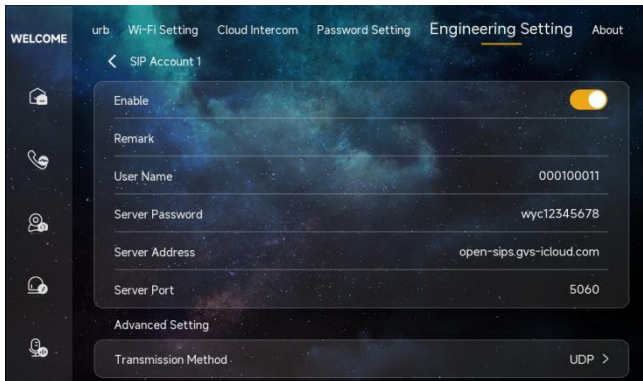 WELCOME
urb Wi-Fi Setting Cloud Intercom Password Setting Engineering Setting About
SIP Account 1
Enable
Remark
User Name 000100011
Server Password wyc12345678
Server Address open-sips.gvs-icloud.com
Server Port 5060
Advanced Setting
Transmission Method UDP